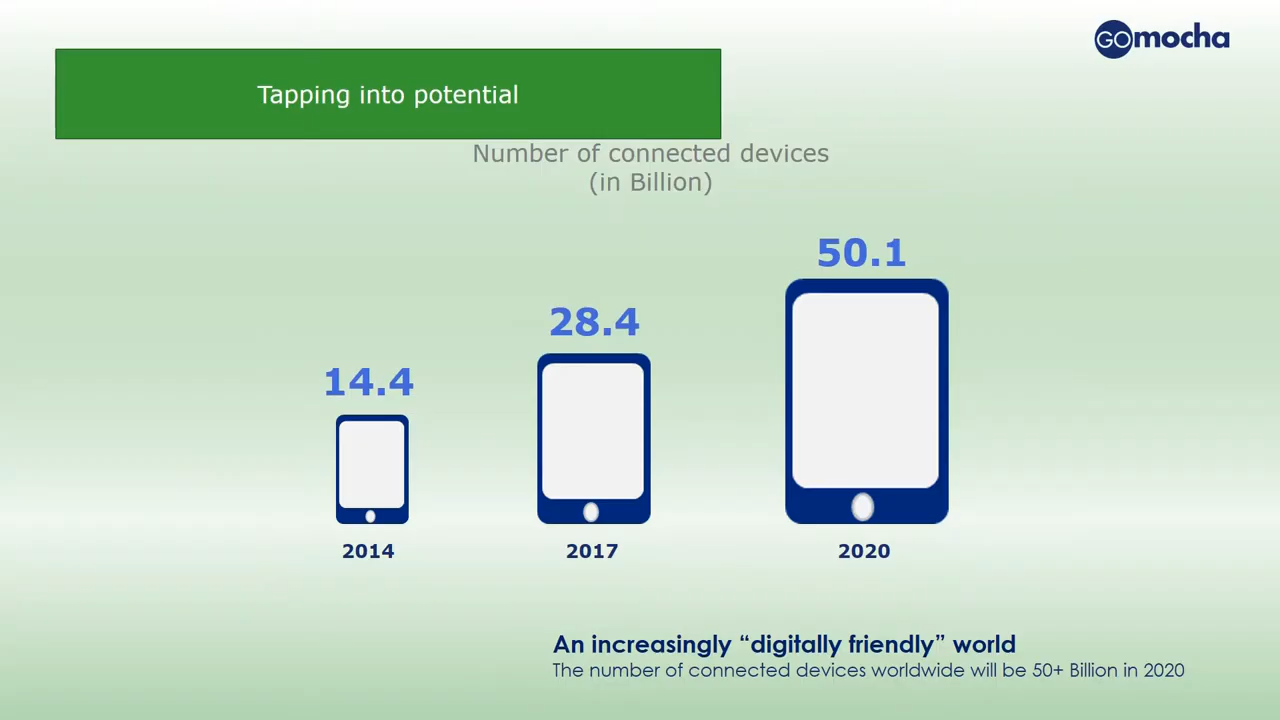 GOmocha
Tapping into potential
Number of connected devices
(in Billion)
14.4
28.4
50.1
2014
2017
2020
An increasingly “digitally friendly” world
The number of connected devices worldwide will be 50+ Billion in 2020